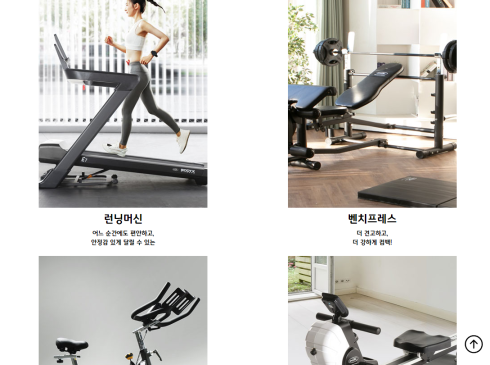 런닝머신
어느 순간에도 편안하고,
안정감 있게 달릴 수 있는
벤치프레스
더 견고하고,
더 강하게 컴백!